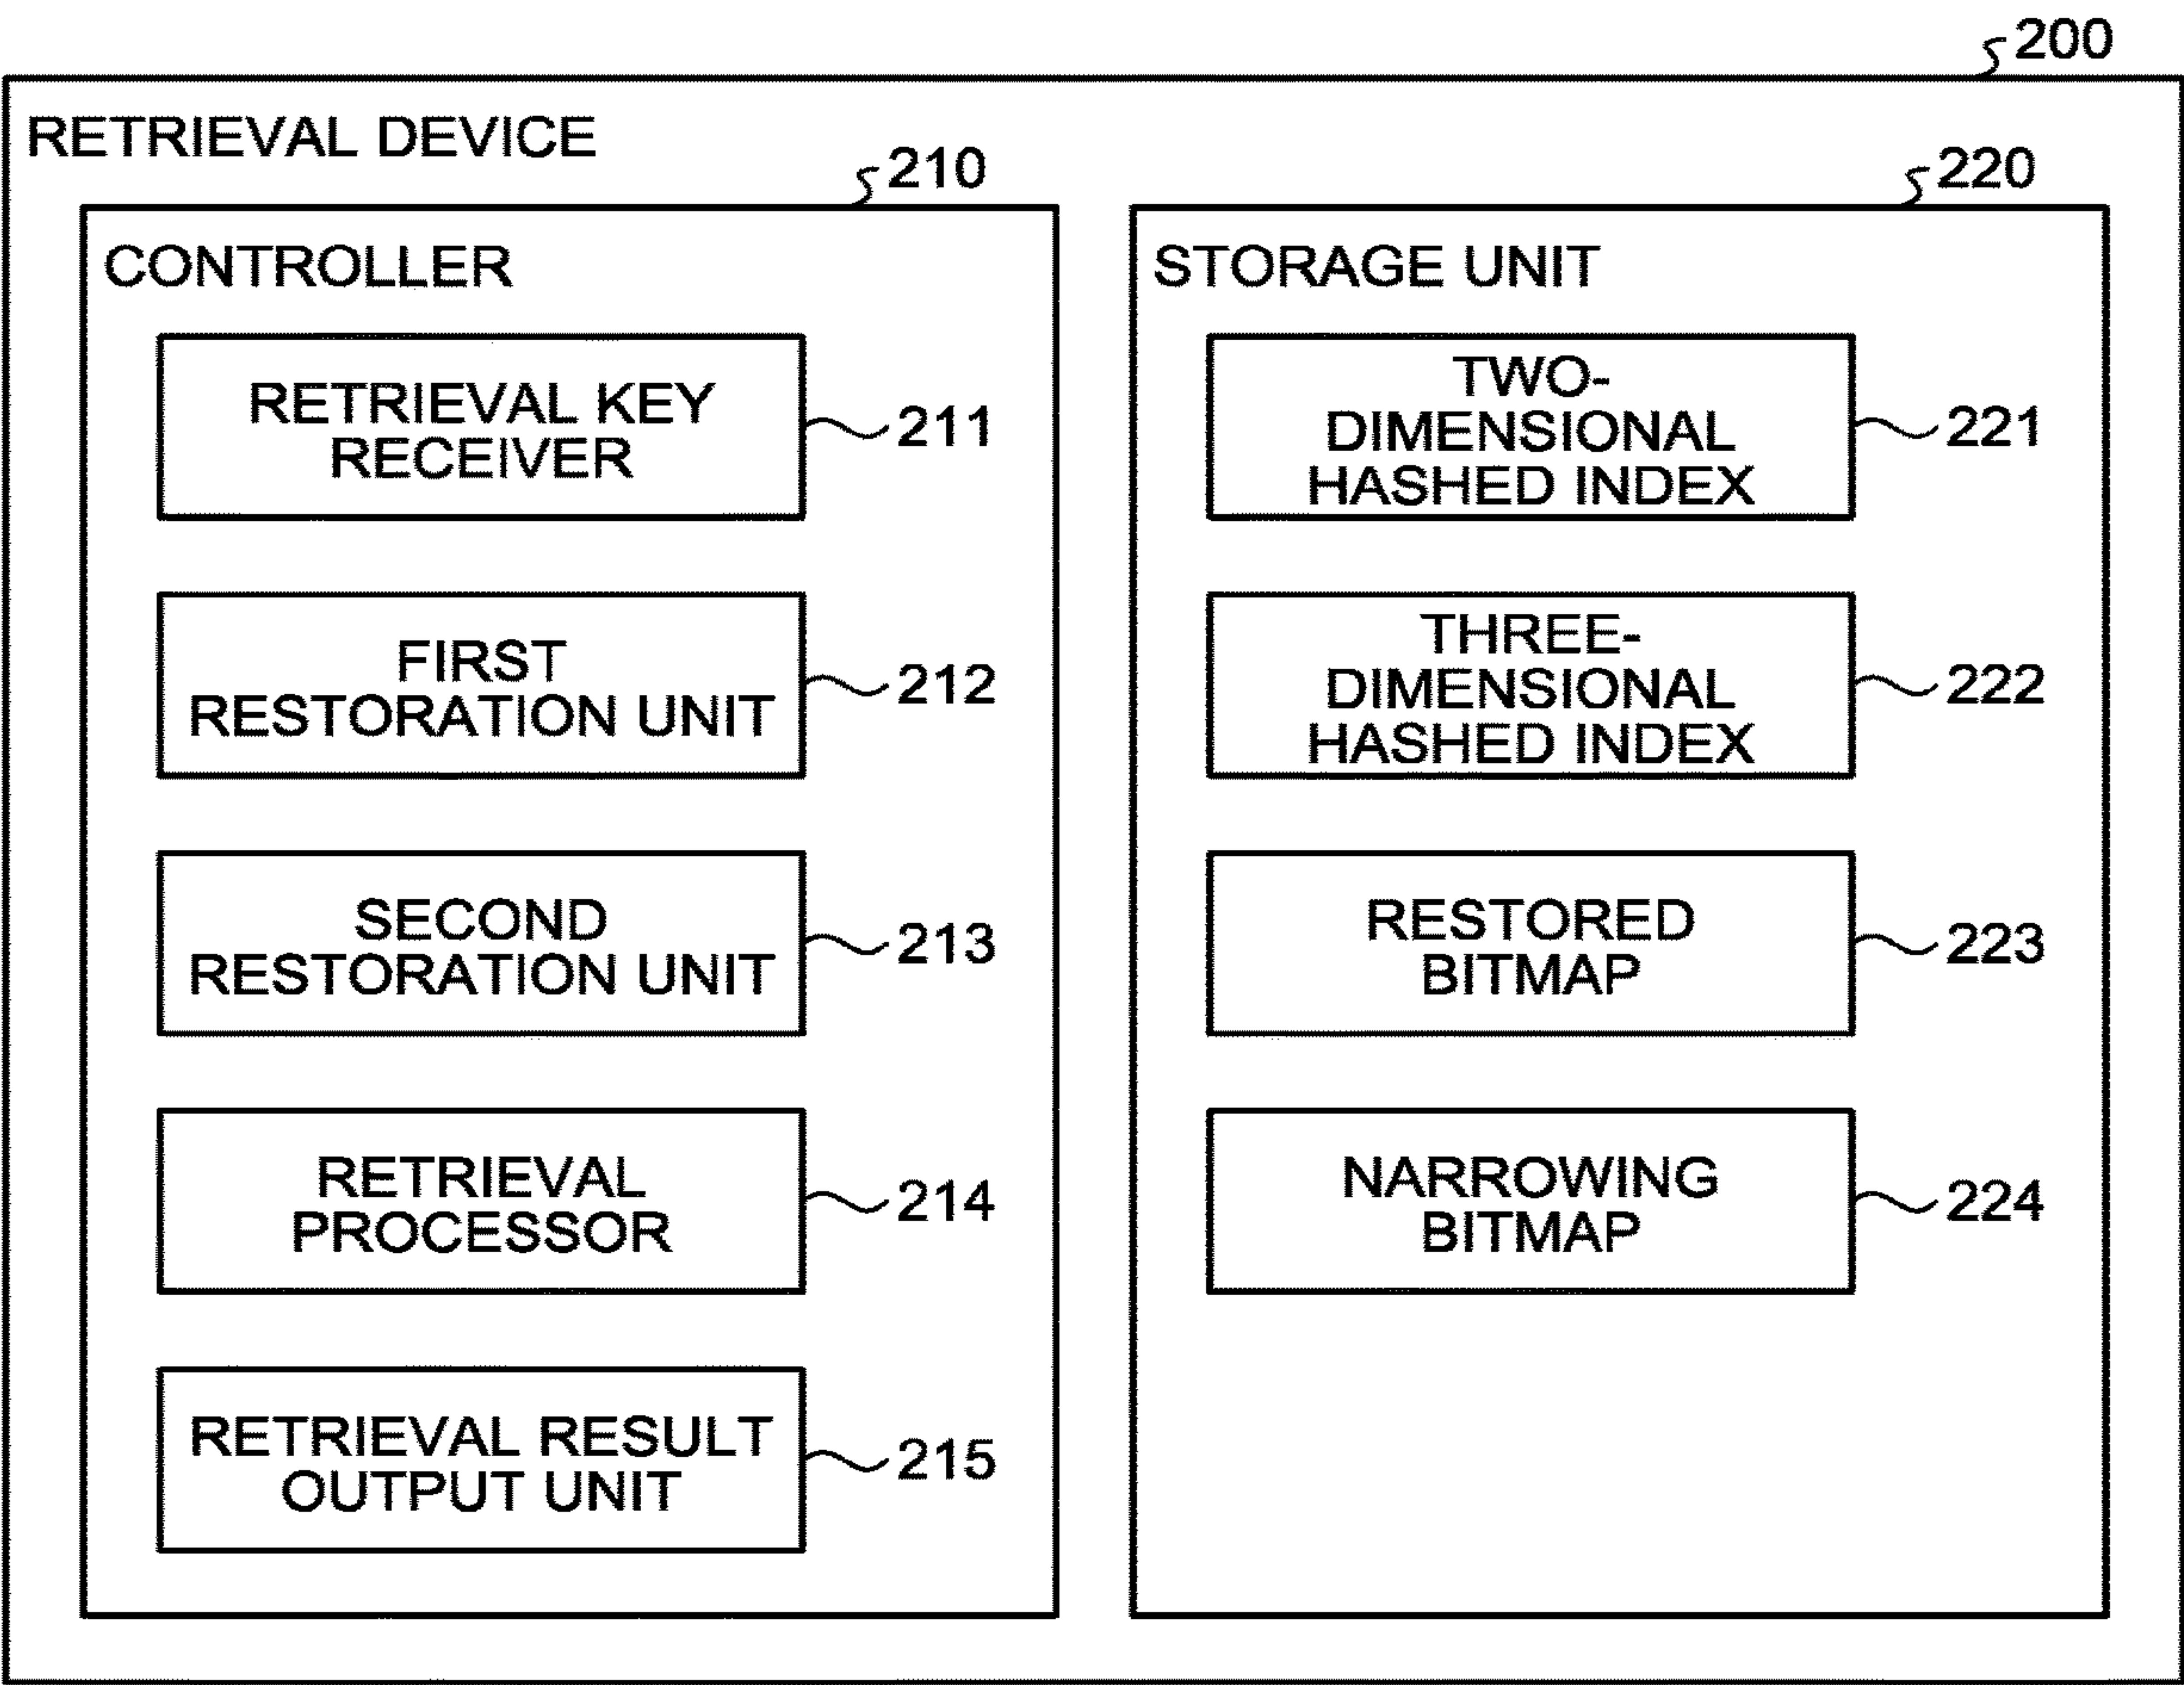 200
RETRIEVAL DEVICE
210
CONTROLLER
RETRIEVAL KEY
RECEIVER
211
FIRST
RESTORATION UNIT
212
SECOND
RESTORATION UNIT
213
RETRIEVAL
PROCESSOR
214
RETRIEVAL RESULT
OUTPUT UNIT
215
220
STORAGE UNIT
TWO-
DIMENSIONAL
HASHED INDEX
221
THREE-
DIMENSIONAL
HASHED INDEX
222
RESTORED
BITMAP
223
NARROWING
BITMAP
224